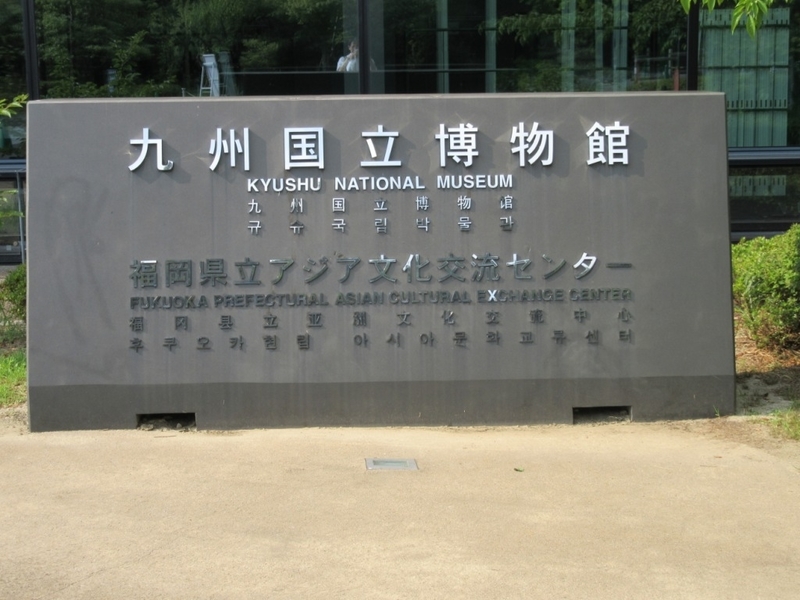 九州国立博物館
KYUSHU NATIONAL MUSEUM
九州国立博物馆
규슈국립박물관
福岡県立アジア文化交流センター
FUKUOKA PREFECTURAL ASIAN CULTURAL EXCHANGE CENTER
福冈县立亚洲文化交流中心
후쿠오카현립 아시아문화교류센터